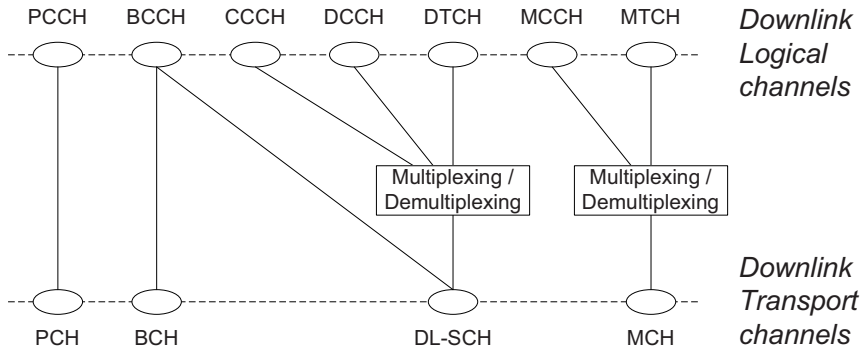 PCCH BCCH CCCH DCCH DTCH MCCH MTCH
Downlink
Logical
channels
Multiplexing /
Demultiplexing
Multiplexing /
Demultiplexing
Downlink
Transport
channels
PCH BCH DL-SCH MCH